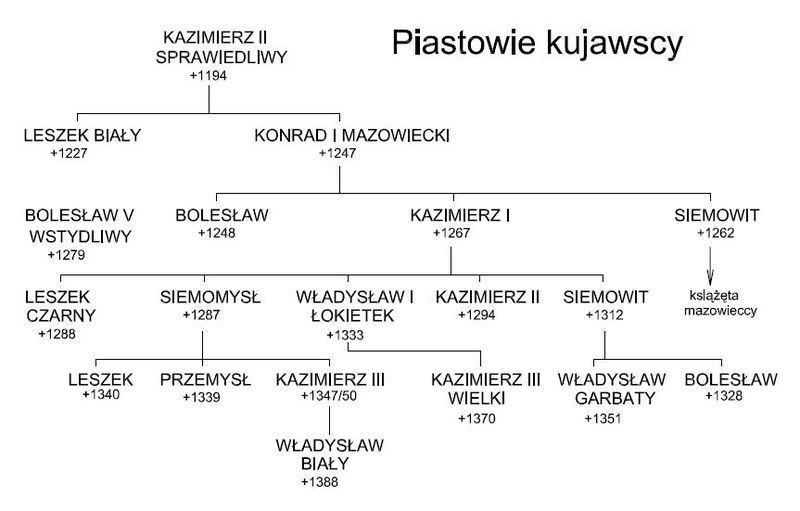 Piastowie kujawscy
KAZIMIERZ II
SPRAWIEDLIWY
+1194
LESZEK BIAŁY
+1227
KONRAD I MAZOWIECKI
+1247
BOLESŁAW V
WSTYDLIWY
+1279
BOLESŁAW
+1248
KAZIMIERZ I
+1267
SIEMOWIT
+1262
książęta
mazowieccy
LESZEK
CZARNY
+1288
SIEMOMYSŁ
+1287
WŁADYSŁAW I
ŁOKIETEK
+1333
KAZIMIERZ II
+1294
SIEMOWIT
+1312
LESZEK
+1340
PRZEMYSŁ
+1339
KAZIMIERZ III
+1347/50
KAZIMIERZ III
WIELKI
+1370
WŁADYSŁAW
GARBATY
+1351
BOLESŁAW
+1328
WŁADYSŁAW
BIAŁY
+1388